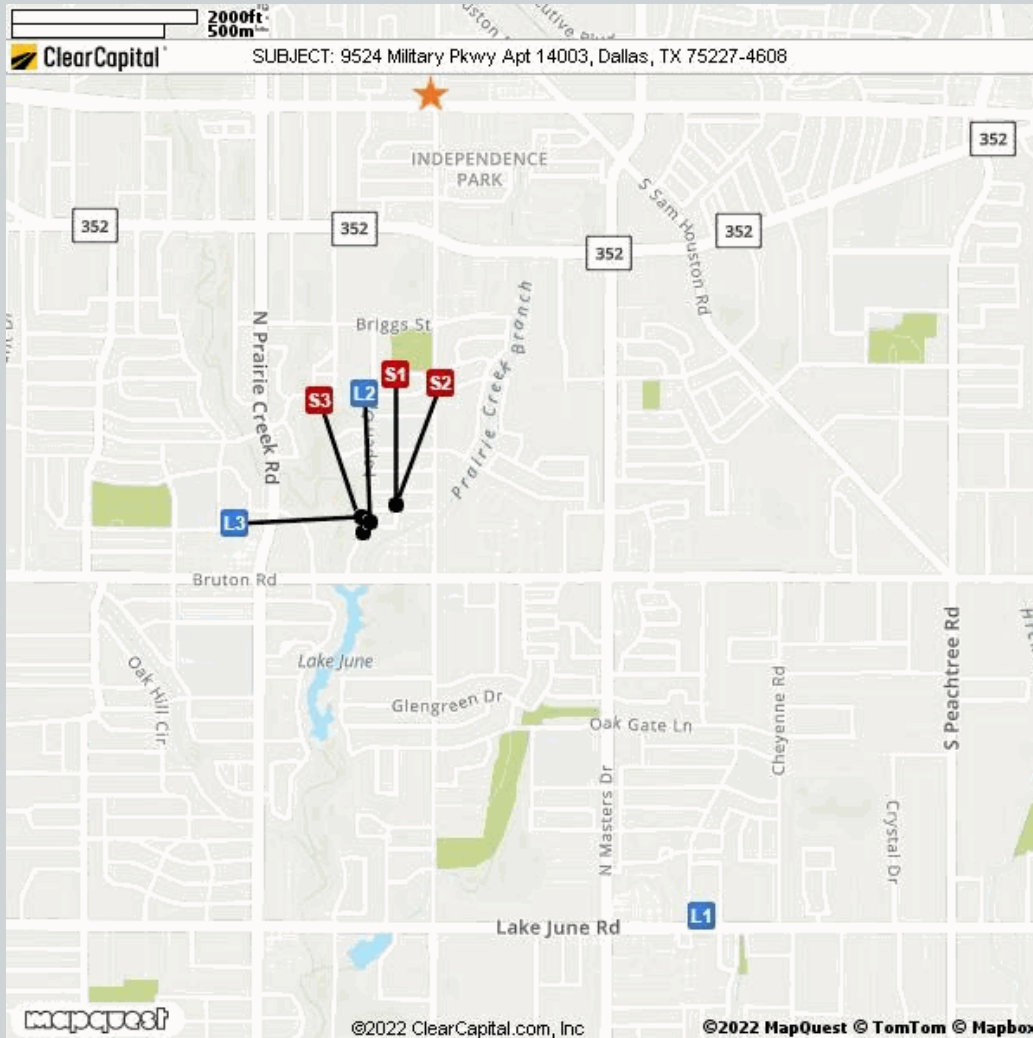 2000ft
500m
ClearCapital
SUBJECT: 9524 Military Pkwy Apt 14003, Dallas, TX 75227-4608
352
INDEPENDENCE
PARK
S Sam Houston Rd
352
352
352
352
N Prairie Creek Rd
Briggs St
Prairie Creek Branch
S1
S2
L2
S3
L3
Bruton Rd
Lake June
Oak Hill Cir
Glengreen Dr
Oak Gate Ln
Cheyenne Rd
S Peachtree Rd
N Masters Dr
Crystal Dr
L1
Lake June Rd
mapquest
©2022 ClearCapital.com, Inc
©2022 MapQuest © TomTom © Mapbox